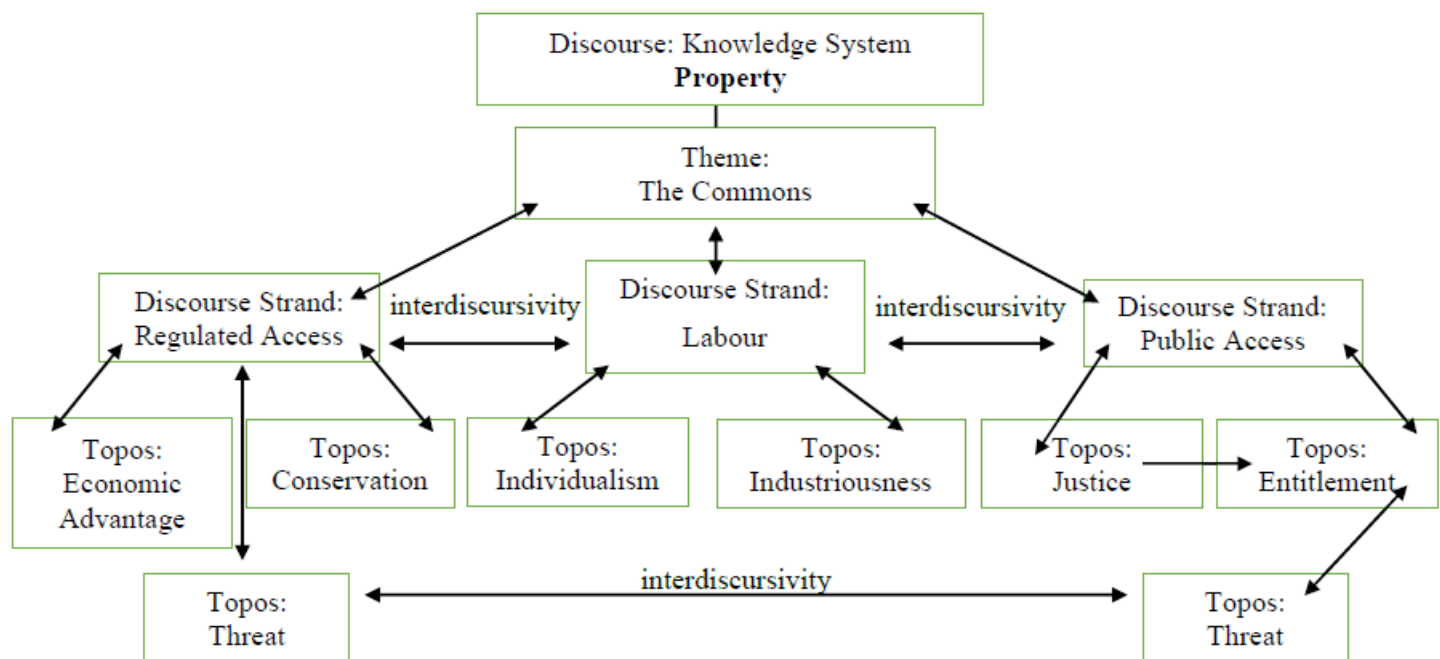 Discourse: Knowledge System
Property
Theme:
The Commons
Discourse Strand:
Regulated Access
interdiscursivity
Discourse Strand:
Labour
interdiscursivity
Discourse Strand:
Public Access
Topos:
Economic
Advantage
Topos:
Conservation
Topos:
Individualism
Topos:
Industriousness
Topos:
Justice
Topos:
Entitlement
Topos:
Threat
interdiscursivity
Topos:
Threat